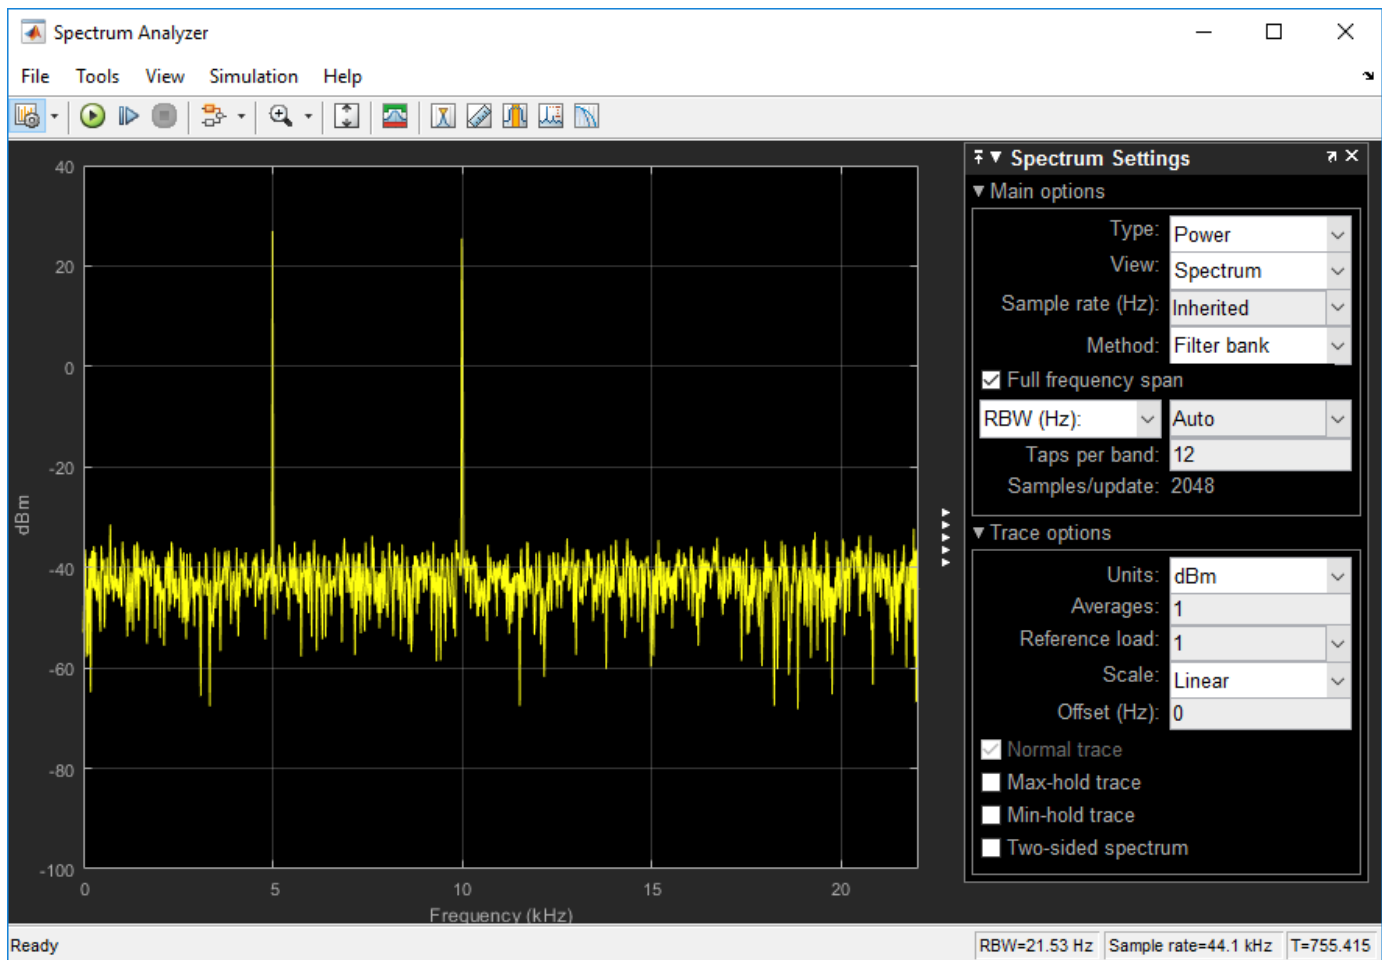 Spectrum Analyzer
File Tools View Simulation Help
Spectrum Settings
Main options
Type: Power
View: Spectrum
Sample rate (Hz): Inherited
Method: Filter bank
Full frequency span
RBW (Hz): Auto
Taps per band: 12
Samples/update: 2048
Trace options
Units: dBm
Averages: 1
Reference load: 1
Scale: Linear
Offset (Hz): 0
Normal trace
Max-hold trace
Min-hold trace
Two-sided spectrum
40
20
0
-20
-40
-60
-80
-100
dBm
0 5 10 15 20
Frequency (kHz)
Ready RBW=21.53 Hz Sample rate=44.1 kHz T=755.415